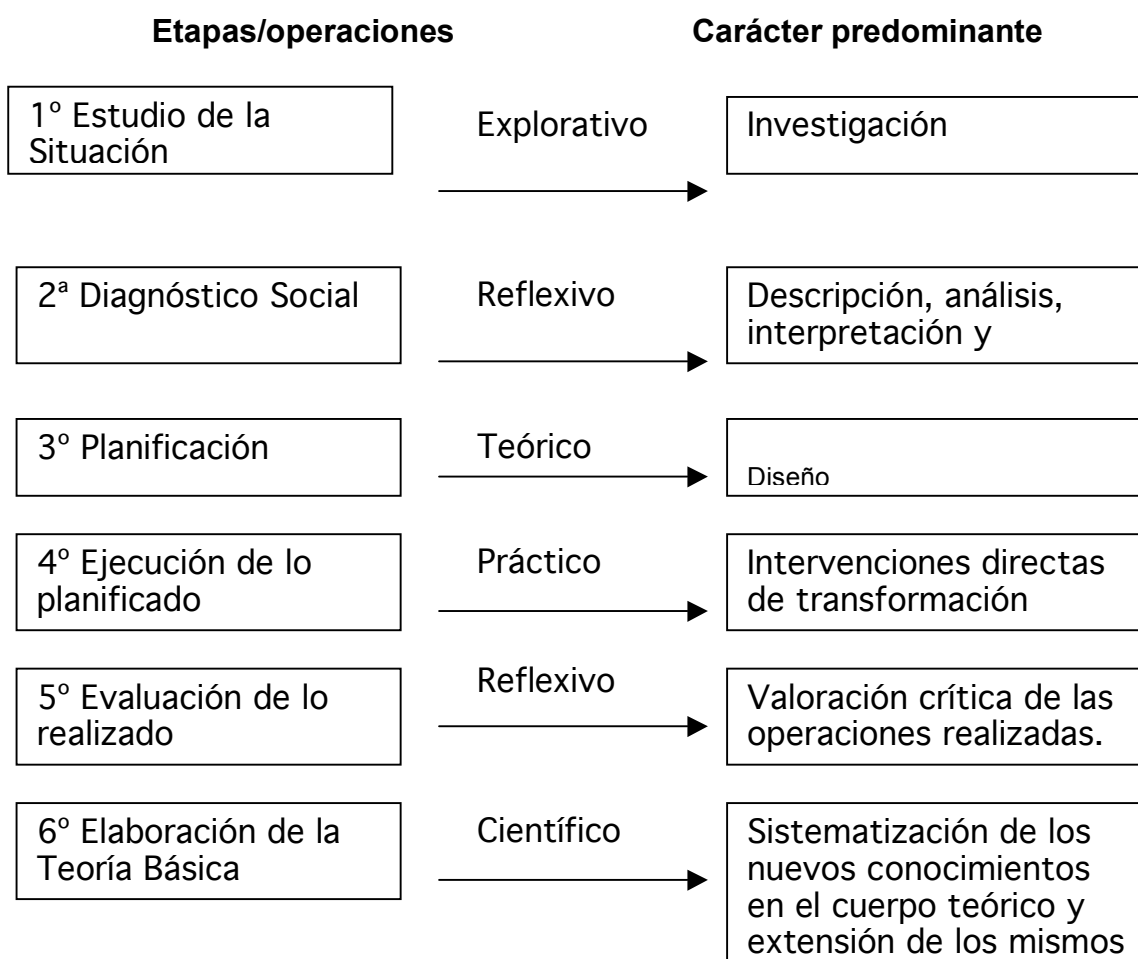 Etapas/operaciones Carácter predominante
1º Estudio de la
Situación
Explorativo
Investigación
2ª Diagnóstico Social
Reflexivo
Descripción, análisis,
interpretación y
3º Planificación
Teórico
Diseño
4º Ejecución de lo
planificado
Práctico
Intervenciones directas
de transformación
5º Evaluación de lo
realizado
Reflexivo
Valoración crítica de las
operaciones realizadas.
6º Elaboración de la
Teoría Básica
Científico
Sistematización de los
nuevos conocimientos
en el cuerpo teórico y
extensión de los mismos